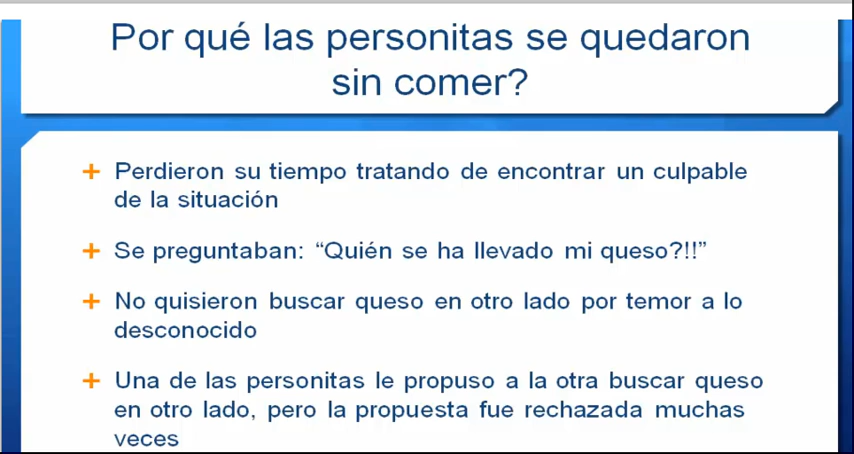 Por qué las personitas se quedaron
sin comer?
Perdieron su tiempo tratando de encontrar un culpable
de la situación
Se preguntaban: “Quién se ha llevado mi queso?!!”
No quisieron buscar queso en otro lado por temor a lo
desconocido
Una de las personitas le propuso a la otra buscar queso
en otro lado, pero la propuesta fue rechazada muchas
veces